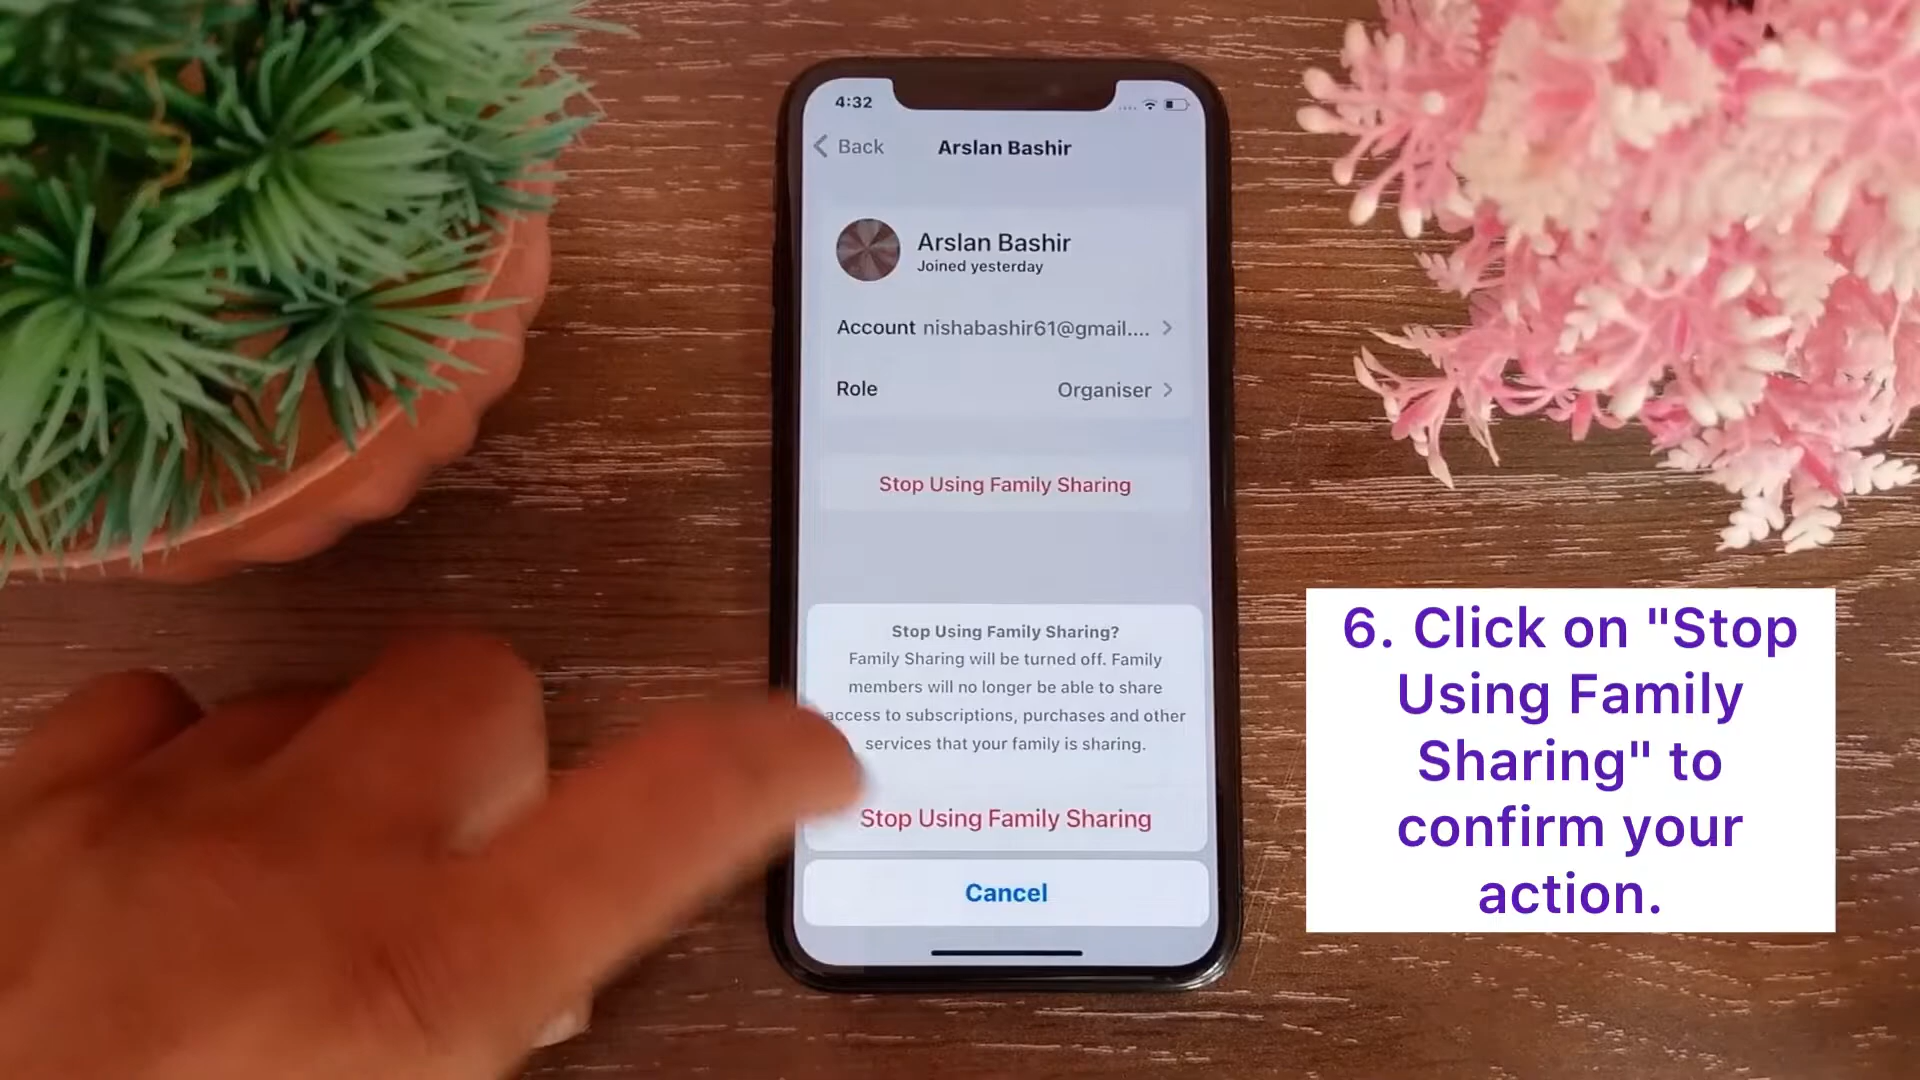 4:32
Back
Arslan Bashir
Arslan Bashir
Joined yesterday
Account nishabashir61@gmail....
Role Organiser
Stop Using Family Sharing
Stop Using Family Sharing?
Family Sharing will be turned off. Family
members will no longer be able to share
access to subscriptions, purchases and other
services that your family is sharing.
Stop Using Family Sharing
Cancel
6. Click on "Stop
Using Family
Sharing" to
confirm your
action.